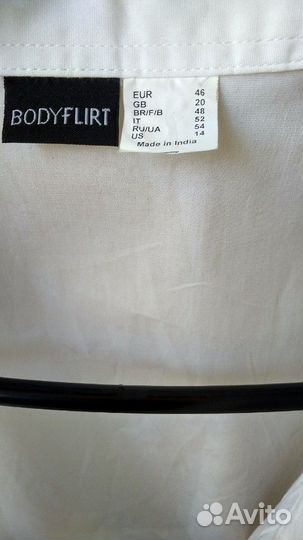 BODYFLIRT
EUR 46
GB 20
BR/F/B 48
IT 52
RU/UA 54
US 14
Made in India
Avito